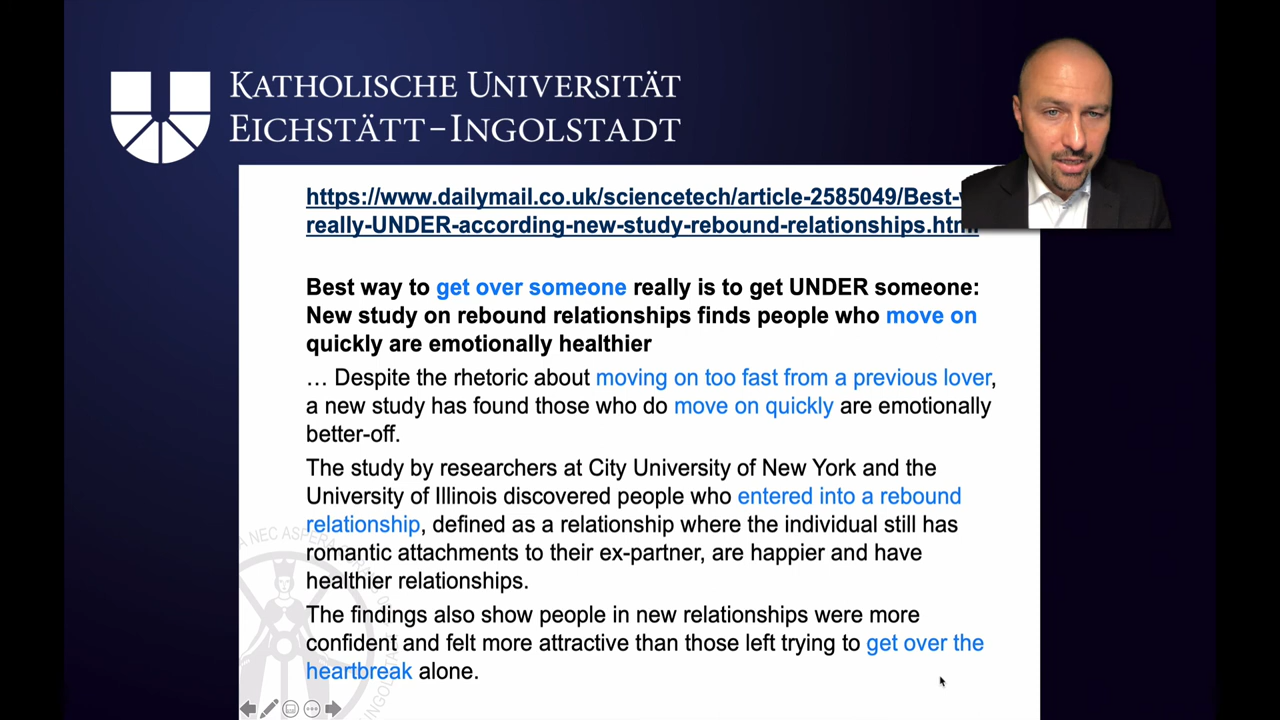 KATHOLISCHE UNIVERSITÄT
EICHSTÄTT-INGOLSTADT
https://www.dailymail.co.uk/sciencetech/article-2585049/Best-
really-UNDER-according-new-study-rebound-relationships.html
Best way to get over someone really is to get UNDER someone:
New study on rebound relationships finds people who move on
quickly are emotionally healthier
… Despite the rhetoric about moving on too fast from a previous lover,
a new study has found those who do move on quickly are emotionally
better-off.
The study by researchers at City University of New York and the
University of Illinois discovered people who entered into a rebound
relationship, defined as a relationship where the individual still has
romantic attachments to their ex-partner, are happier and have
healthier relationships.
The findings also show people in new relationships were more
confident and felt more attractive than those left trying to get over the
heartbreak alone.
A NEC ASPERA
INGOLSTA